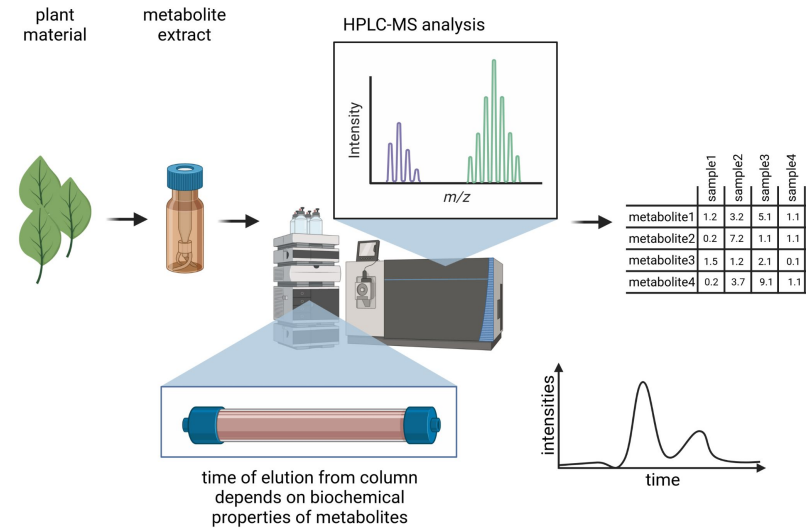 plant
material
metabolite
extract
HPLC-MS analysis
Intensity
m/z
sample1
sample2
sample3
sample4
metabolite1 1.2 3.2 5.1 1.1
metabolite2 0.2 7.2 1.1 1.1
metabolite3 1.5 1.2 2.1 0.1
metabolite4 0.2 3.7 9.1 1.1
time of elution from column
depends on biochemical
properties of metabolites
intensities
time